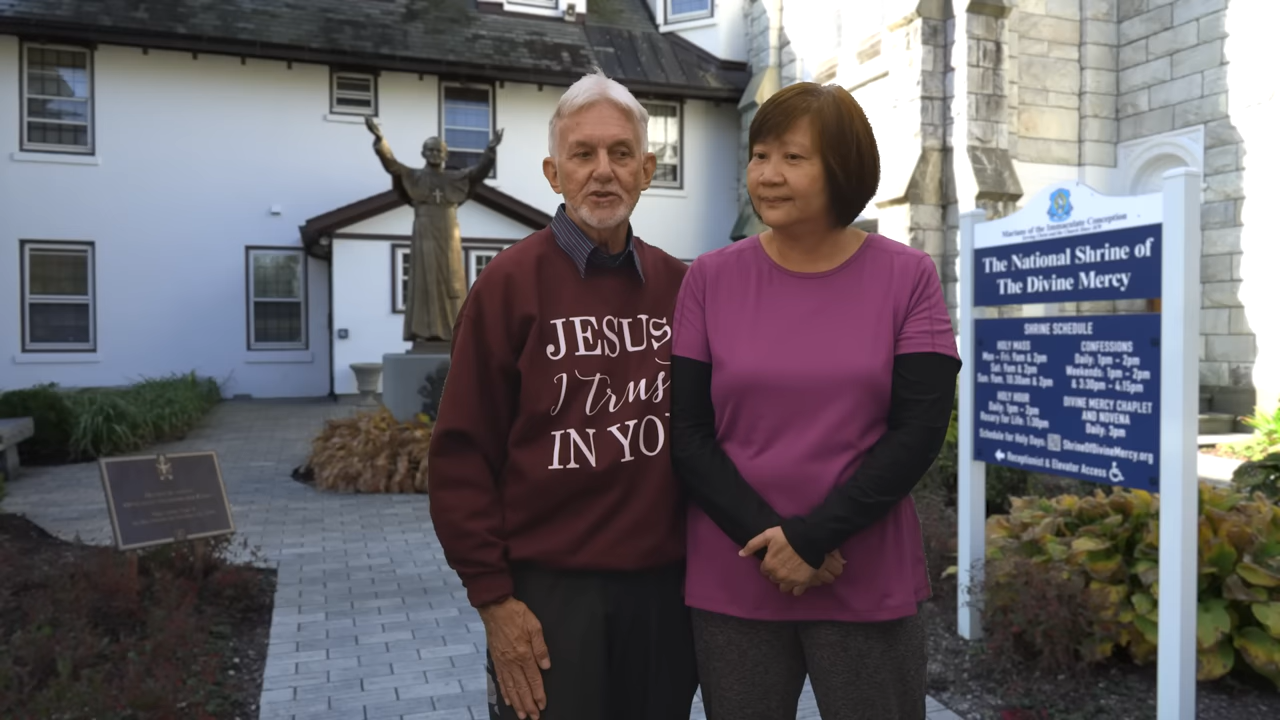 JESUS
I trus
IN YO
Marians of the Immaculate Conception
The National Shrine of
The Divine Mercy
SHRINE SCHEDULE
HOLY MASS
Mon - Fri: 9am & 2pm
Sat: 9am & 2pm
Sun: 9am, 10:30am & 2pm
HOLY HOUR
Daily: 1pm - 2pm
Rosary for Life: 1:30pm
CONFESSIONS
Daily: 1pm - 2pm
Weekends: 1pm - 2pm
& 3:30pm - 4:15pm
DIVINE MERCY CHAPLET
AND NOVENA
Daily: 3pm
Schedule for Holy Days: ShrineOfDivineMercy.org
Receptionist & Elevator Access